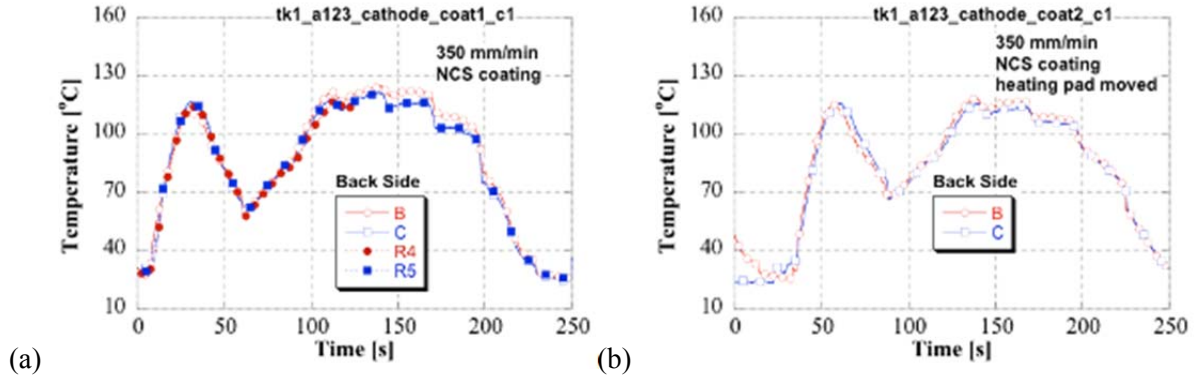 tk1_a123_cathode_coat1_c1
160
130
100
70
40
10
Temperature [°C]
350 mm/min
NCS coating
Back Side
B
C
R4
R5
0 50 100 150 200 250
Time [s]
(a)
tk1_a123_cathode_coat2_c1
160
130
100
70
40
10
Temperature [°C]
350 mm/min
NCS coating
heating pad moved
Back Side
B
C
0 50 100 150 200 250
Time [s]
(b)